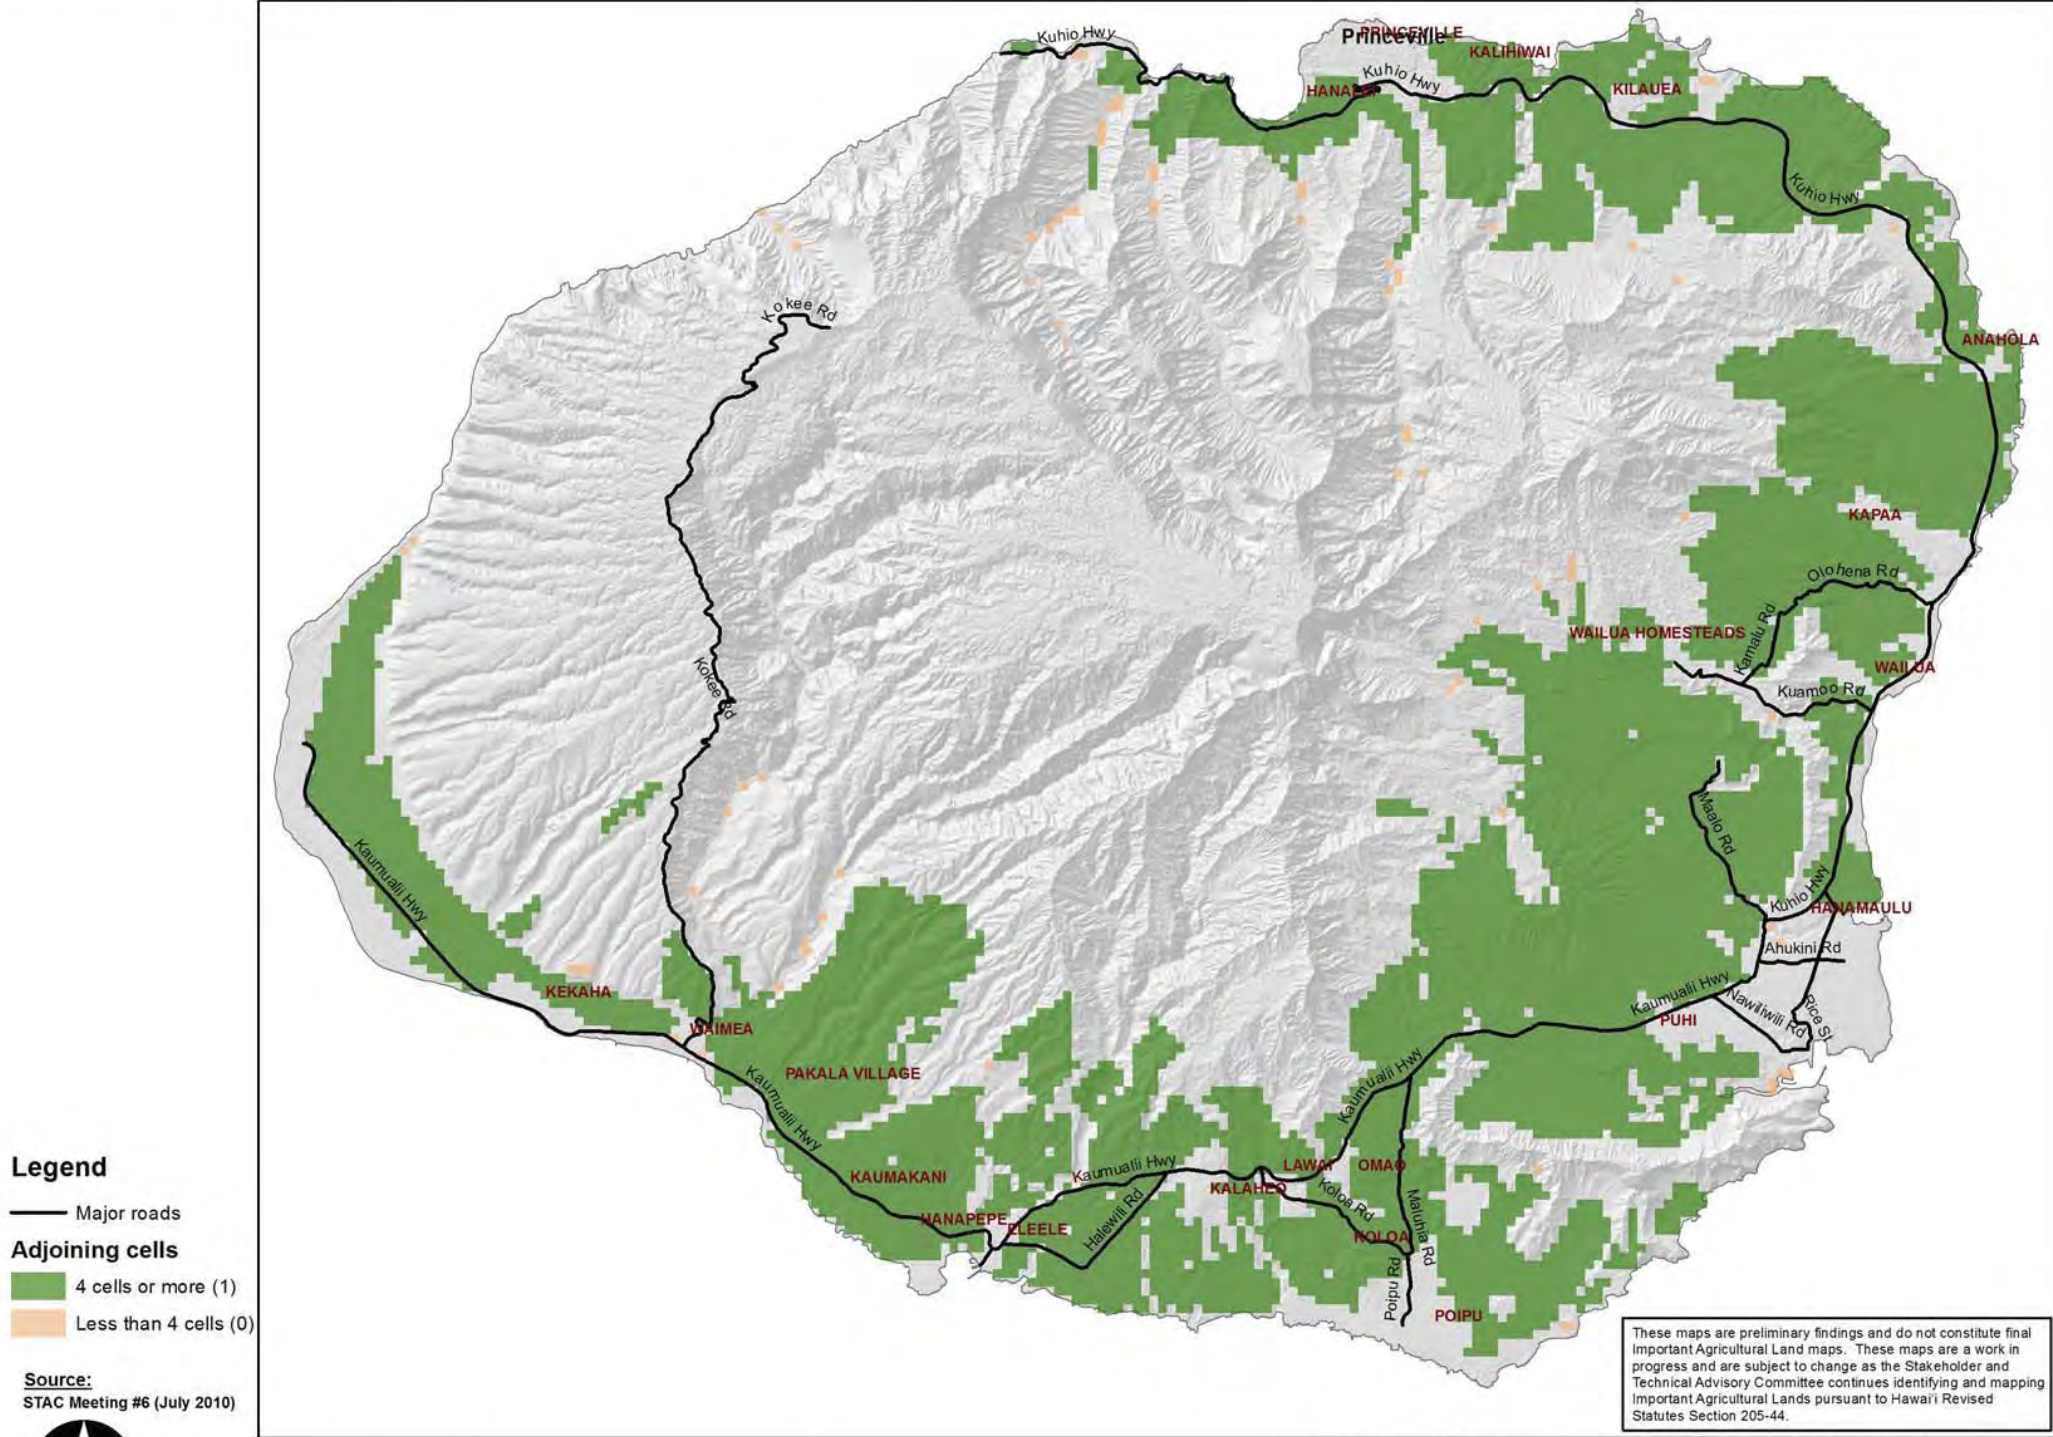 Kuhio Hwy
PRINCEVILLE
Princeville
KALIHIWAI
Kuhio Hwy
HANALEI
KILAUEA
Kuhio Hwy
Kokee Rd
ANAHOLA
KAPAA
Olohena Rd
WAILUA HOMESTEADS
Kamalu Rd
WAILUA
Kokee Rd
Kuamoo Rd
Maalo Rd
Kaumualii Hwy
Kuhio Hwy
HANAMAULU
Ahukini Rd
KEKAHA
Kaumualii Hwy
Nawiliwili Rd
Rice St
PUHI
WAIMEA
PAKALA VILLAGE
Kaumualii Hwy
Kaumualii Hwy
KAUMAKANI
Kaumualii Hwy
LAWAI
OMAO
KALAHEO
Koloa Rd
Maluhia Rd
HANAPEPE
ELEELE
Halewili Rd
KOLOA
Poipu Rd
POIPU
Legend
Major roads
Adjoining cells
4 cells or more (1)
Less than 4 cells (0)
Source:
STAC Meeting #6 (July 2010)
These maps are preliminary findings and do not constitute final
Important Agricultural Land maps. These maps are a work in
progress and are subject to change as the Stakeholder and
Technical Advisory Committee continues identifying and mapping
Important Agricultural Lands pursuant to Hawai'i Revised
Statutes Section 205-44.